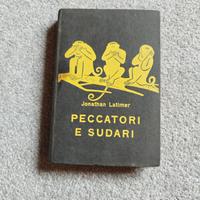 Jonathan Latimer
PECCATORI
E SUDARI